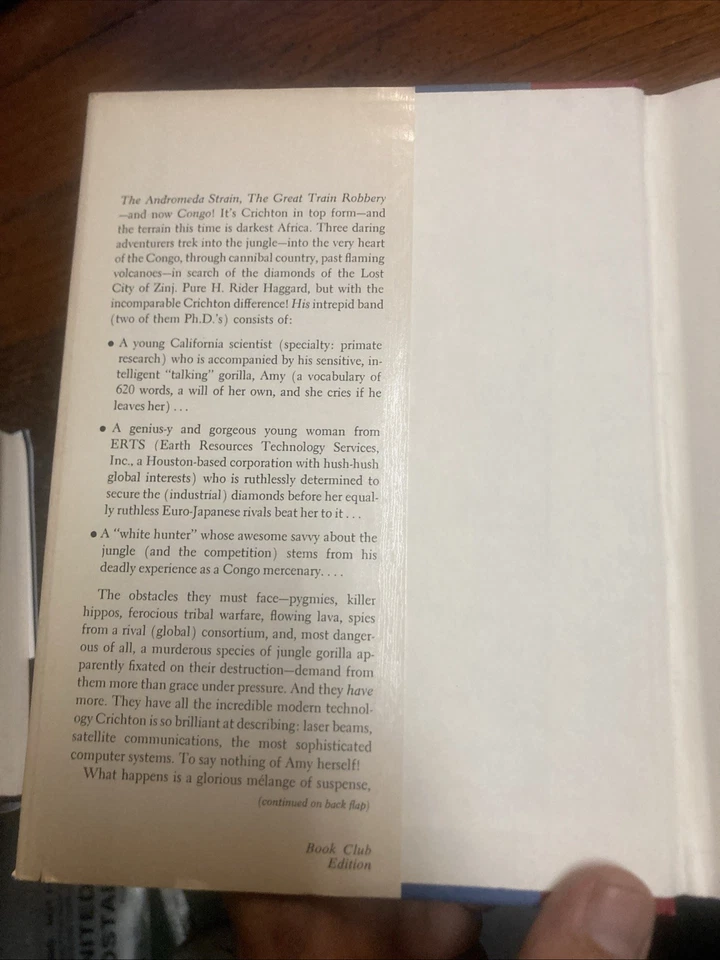 The Andromeda Strain, The Great Train Robbery
—and now Congo! It's Crichton in top form—and
the terrain this time is darkest Africa. Three daring
adventurers trek into the jungle—into the very heart
of the Congo, through cannibal country, past flaming
volcanoes—in search of the diamonds of the Lost
City of Zinj. Pure H. Rider Haggard, but with the
incomparable Crichton difference! His intrepid band
(two of them Ph.D.'s) consists of:
• A young California scientist (specialty: primate
research) who is accompanied by his sensitive, in-
telligent "talking" gorilla, Amy (a vocabulary of
620 words, a will of her own, and she cries if he
leaves her) . . .
• A genius-y and gorgeous young woman from
ERTS (Earth Resources Technology Services,
Inc., a Houston-based corporation with hush-hush
global interests) who is ruthlessly determined to
secure the (industrial) diamonds before her equal-
ly ruthless Euro-Japanese rivals beat her to it . . .
• A "white hunter" whose awesome savvy about the
jungle (and the competition) stems from his
deadly experience as a Congo mercenary. . . .
The obstacles they must face—pygmies, killer
hippos, ferocious tribal warfare, flowing lava, spies
from a rival (global) consortium, and, most danger-
ous of all, a murderous species of jungle gorilla ap-
parently fixated on their destruction—demand from
them more than grace under pressure. And they have
more. They have all the incredible modern technol-
ogy Crichton is so brilliant at describing: laser beams,
satellite communications, the most sophisticated
computer systems. To say nothing of Amy herself!
What happens is a glorious mélange of suspense,
(continued on back flap)
Book Club
Edition